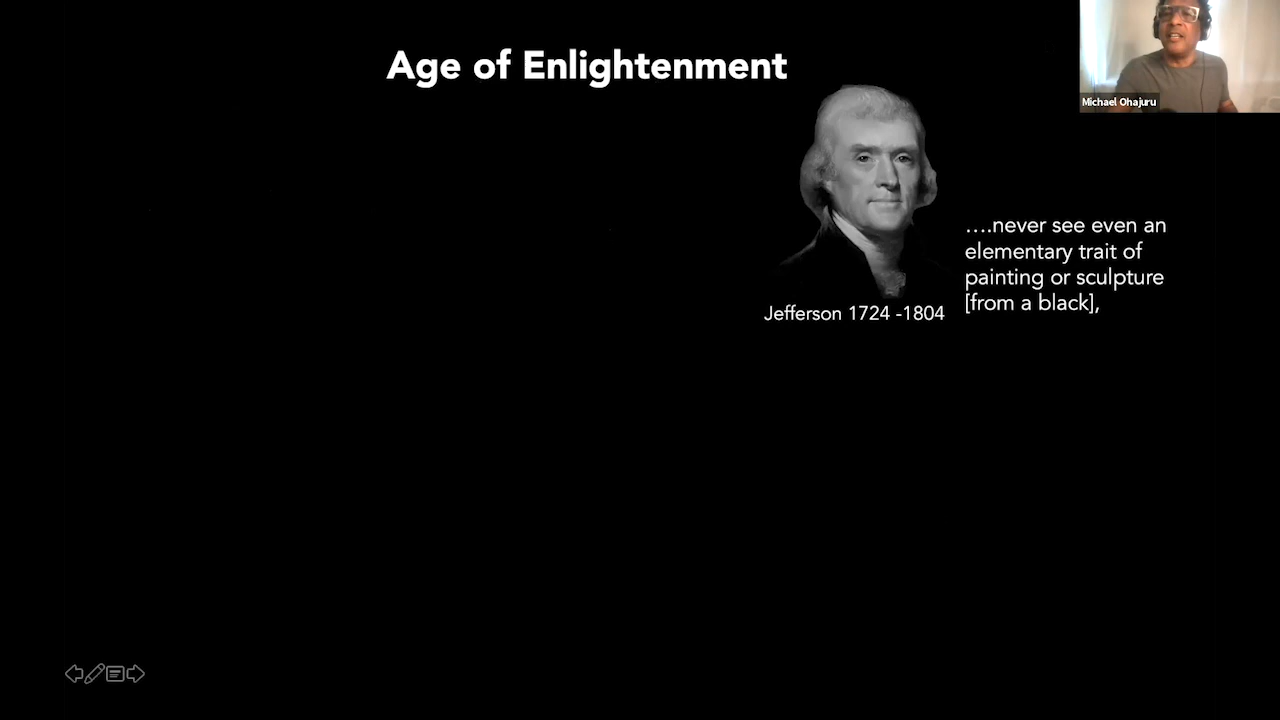 Age of Enlightenment
Michael Ohajuru
….never see even an
elementary trait of
painting or sculpture
[from a black],
Jefferson 1724 -1804